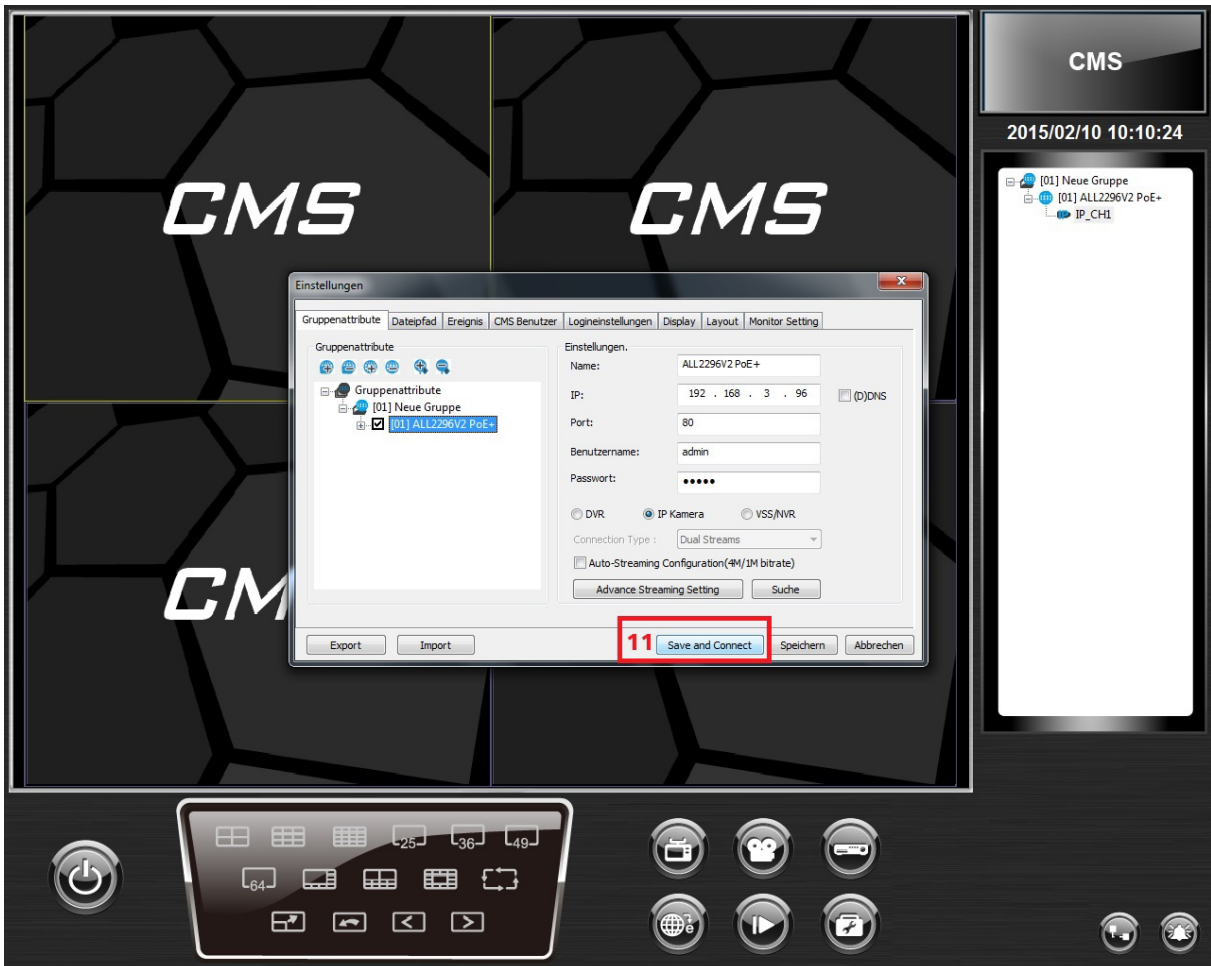 CMS
CMS
CM
CMS
2015/02/10 10:10:24
[01] Neue Gruppe
[01] ALL2296V2 PoE+
IP_CH1
Einstellungen
Gruppenattribute Dateipfad Ereignis CMS Benutzer Logineinstellungen Display Layout Monitor Setting
Gruppenattribute
Gruppenattribute
[01] Neue Gruppe
[01] ALL2296V2 PoE+
Einstellungen.
Name: ALL2296V2 PoE+
IP: 192 . 168 . 3 . 96 (D)DNS
Port: 80
Benutzername: admin
Passwort: •••••
DVR IP Kamera VSS/NVR
Connection Type : Dual Streams
Auto-Streaming Configuration(4M/1M bitrate)
Advance Streaming Setting Suche
Export Import 11 Save and Connect Speichern Abbrechen
25 36 49
64
e